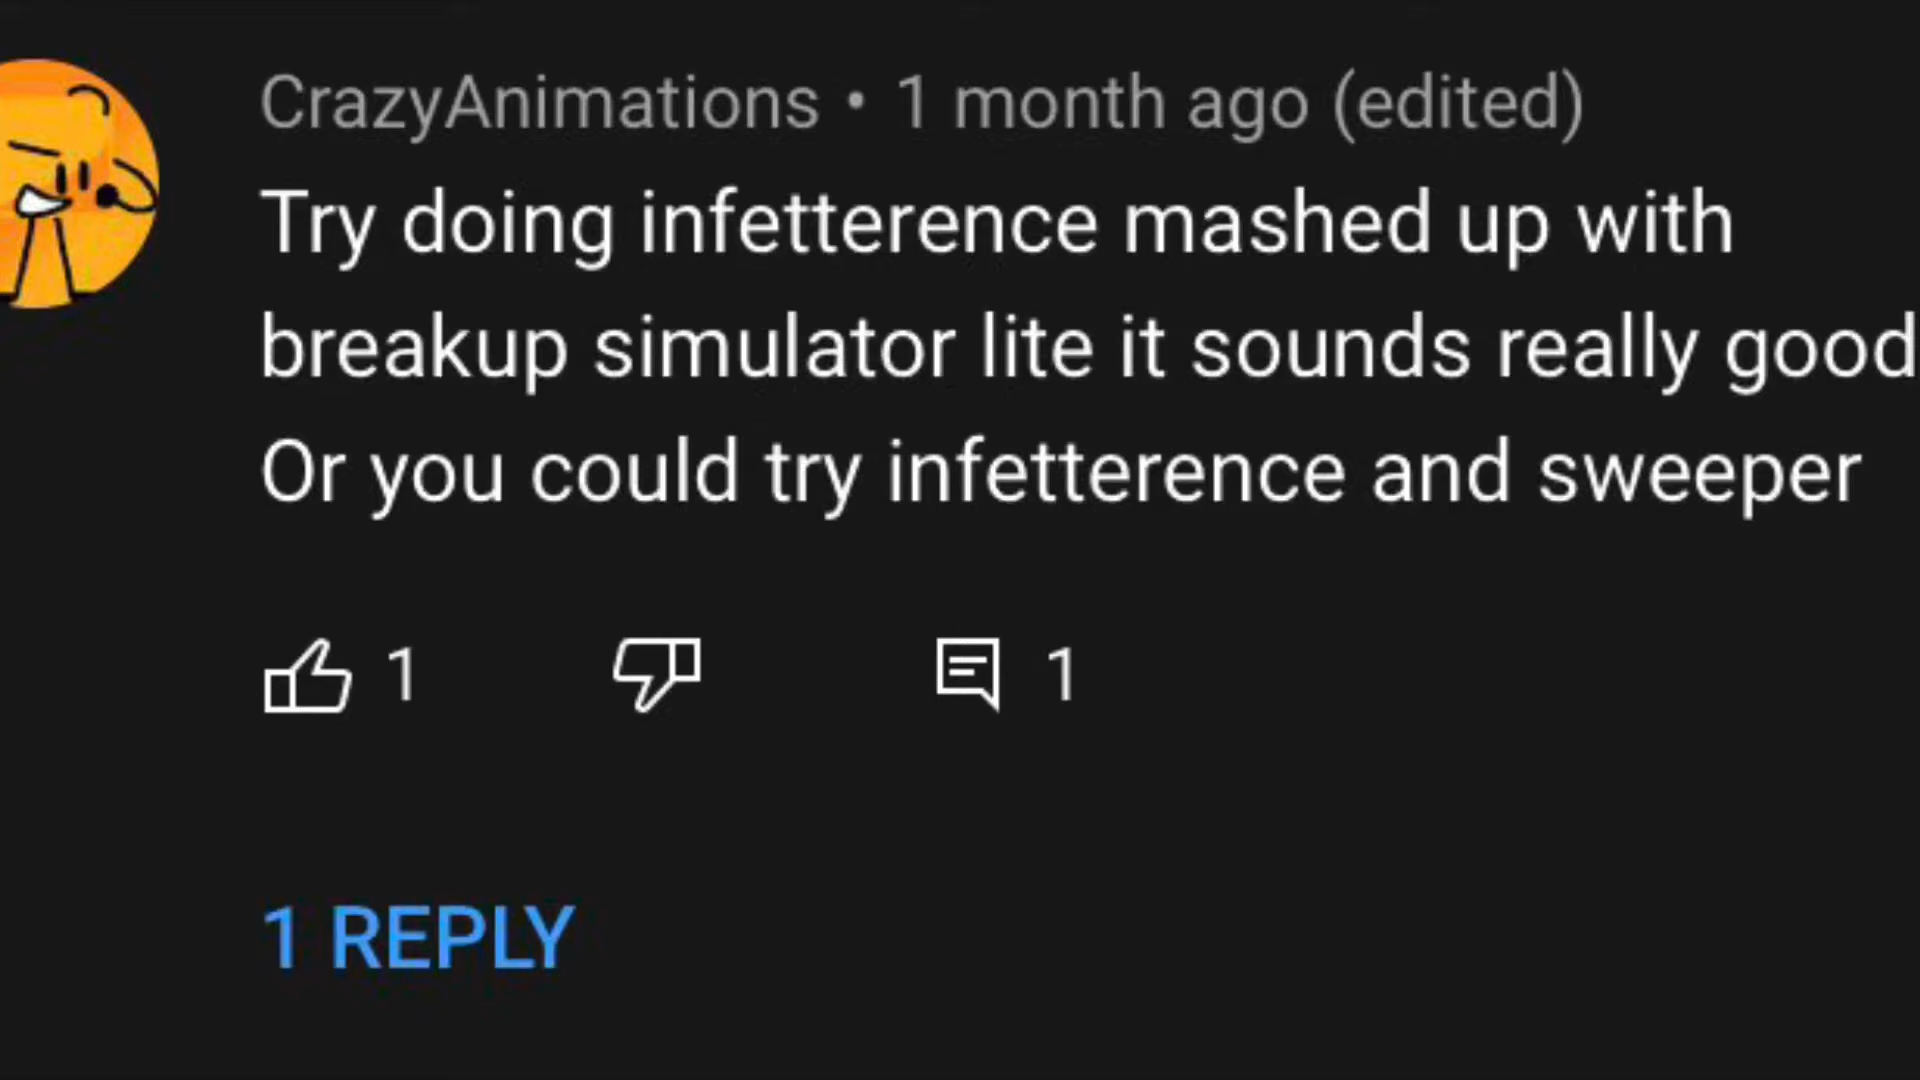 CrazyAnimations • 1 month ago (edited)
Try doing infetterence mashed up with
breakup simulator lite it sounds really good
Or you could try infetterence and sweeper
1
1
1 REPLY